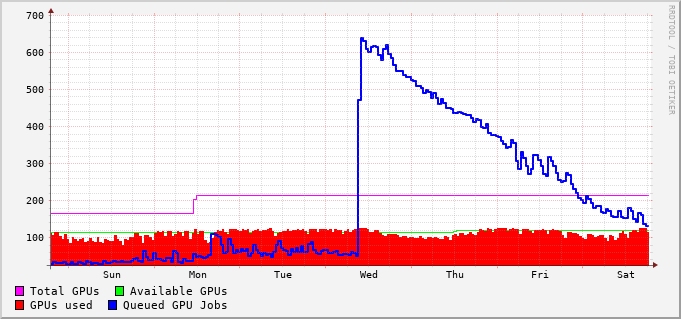 700
600
500
400
300
200
100
Sun Mon Tue Wed Thu Fri Sat
Total GPUs Available GPUs
GPUs used Queued GPU Jobs
RRDTOOL / TOBI OETIKER